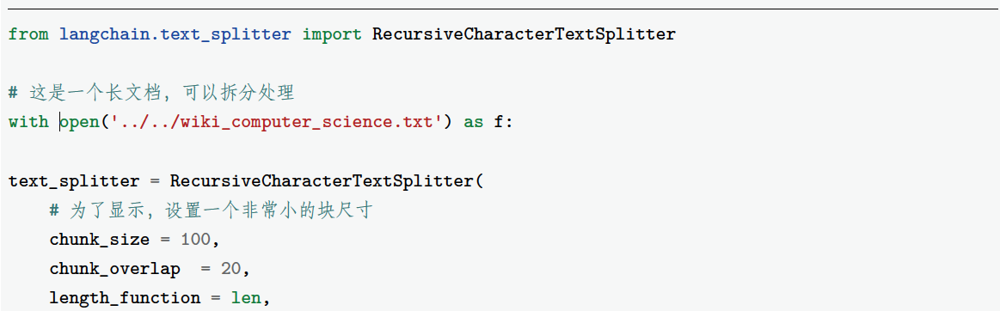 from langchain.text_splitter import RecursiveCharacterTextSplitter
# 这是一个长文档，可以拆分处理
with open('../../wiki_computer_science.txt') as f:
text_splitter = RecursiveCharacterTextSplitter(
    # 为了显示，设置一个非常小的块尺寸
    chunk_size = 100,
    chunk_overlap  = 20,
    length_function = len,